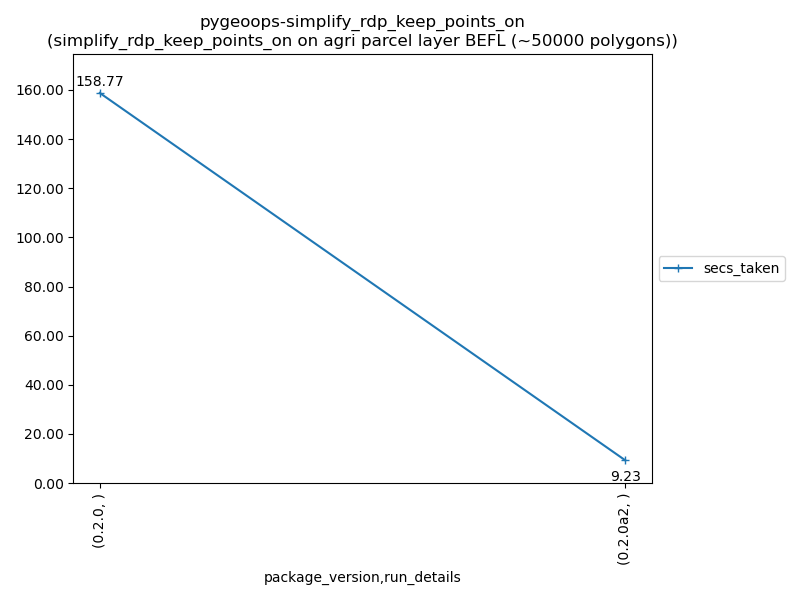 pygeoops-simplify_rdp_keep_points_on
(simplify_rdp_keep_points_on on agri parcel layer BEFL (~50000 polygons))
158.77
160.00
140.00
120.00
100.00
80.00
60.00
40.00
20.00
0.00
secs_taken
9.23
(0.2.0, )
(0.2.0a2, )
package_version,run_details